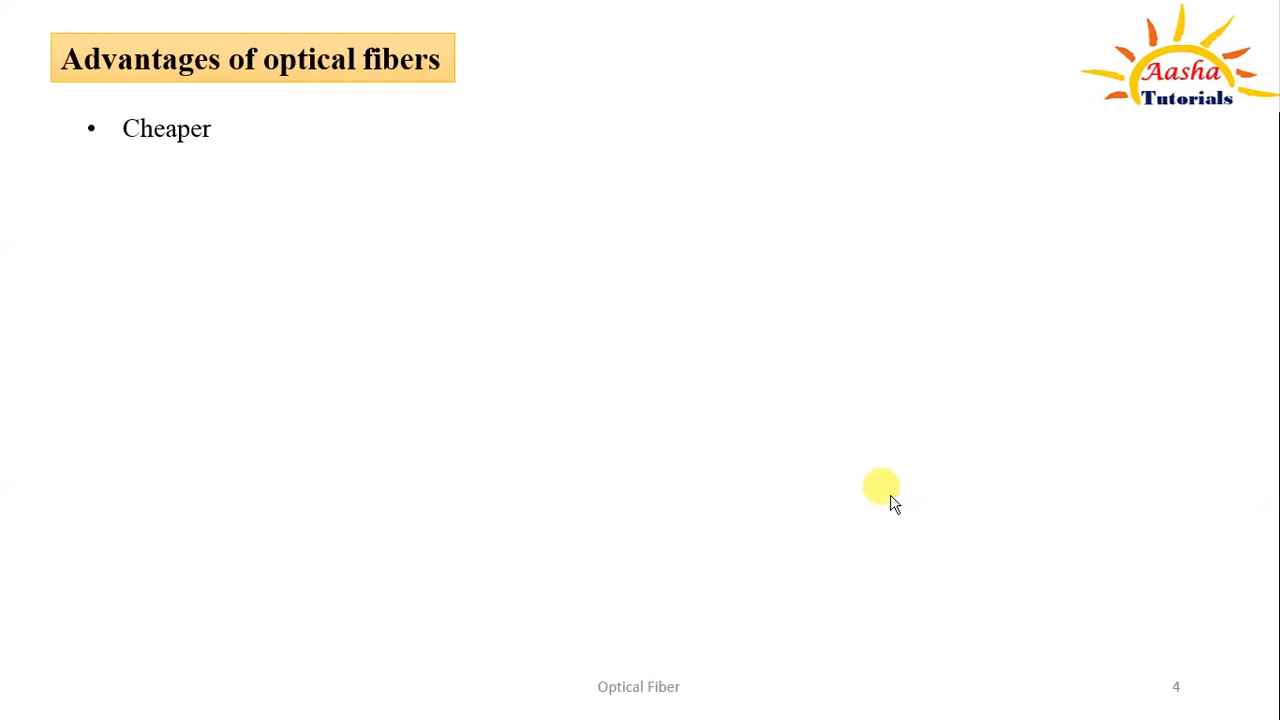 Advantages of optical fibers
Aasha
Tutorials
• Cheaper
Optical Fiber
4